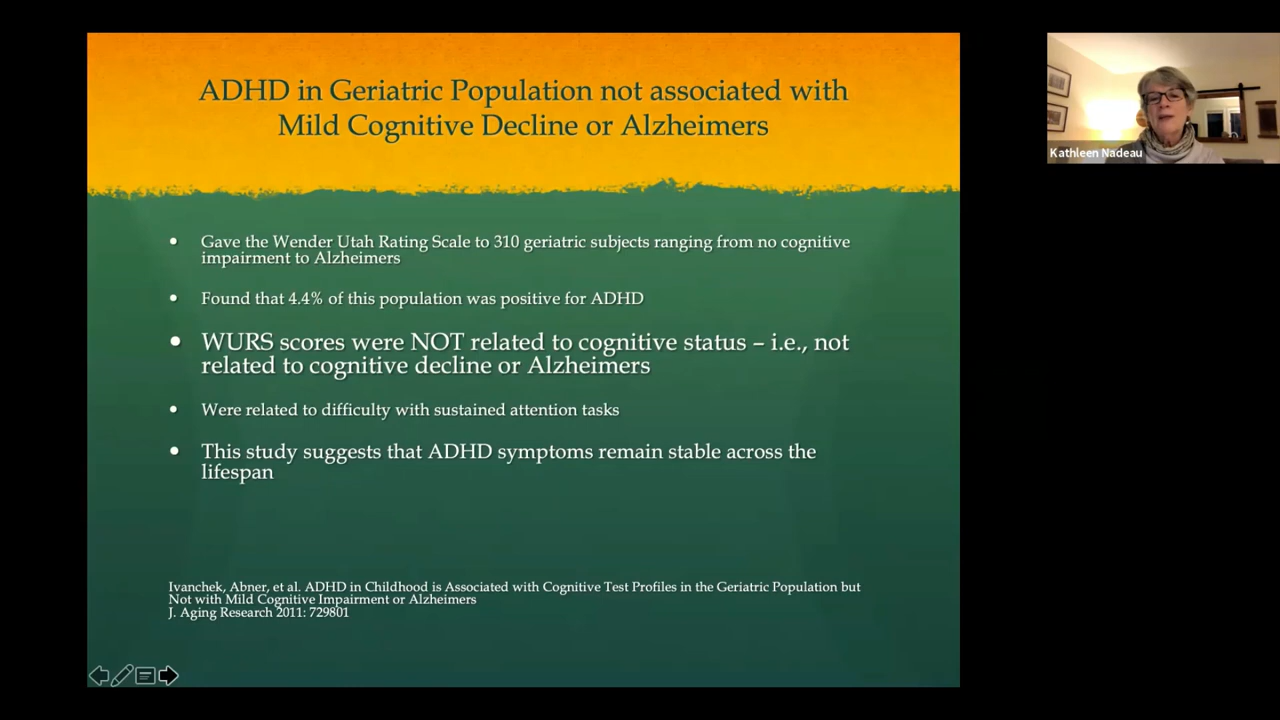 ADHD in Geriatric Population not associated with
Mild Cognitive Decline or Alzheimers
Kathleen Nadeau
• Gave the Wender Utah Rating Scale to 310 geriatric subjects ranging from no cognitive
impairment to Alzheimers
• Found that 4.4% of this population was positive for ADHD
• WURS scores were NOT related to cognitive status – i.e., not
related to cognitive decline or Alzheimers
• Were related to difficulty with sustained attention tasks
• This study suggests that ADHD symptoms remain stable across the
lifespan
Ivanchek, Abner, et al. ADHD in Childhood is Associated with Cognitive Test Profiles in the Geriatric Population but
Not with Mild Cognitive Impairment or Alzheimers
J. Aging Research 2011: 729801